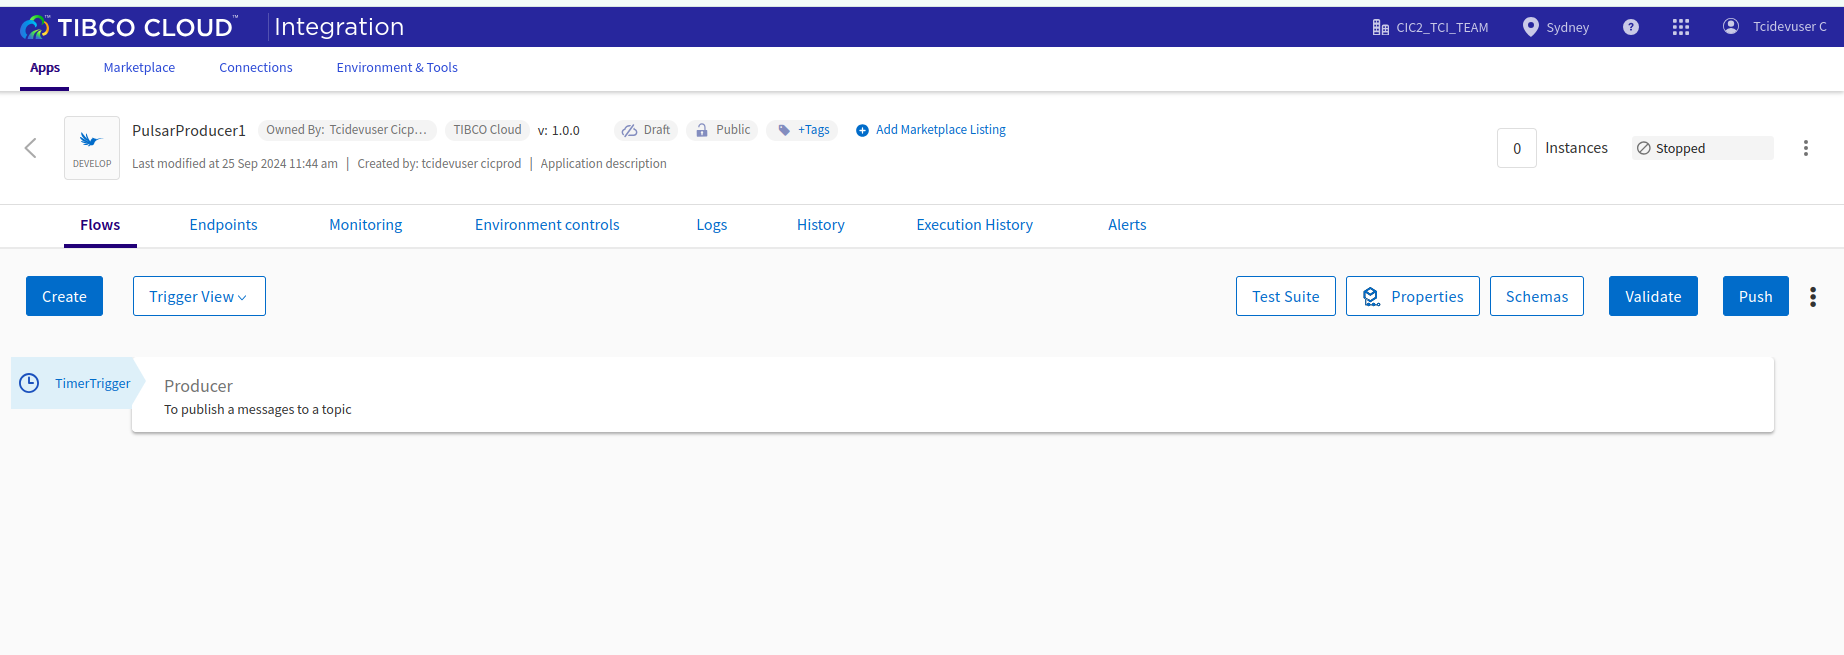 TIBCO CLOUD™ Integration CIC2_TCI_TEAM Sydney ? Tcidevuser C
Apps Marketplace Connections Environment & Tools
PulsarProducer1 Owned By: Tcidevuser Cicp... TIBCO Cloud v: 1.0.0 Draft Public +Tags Add Marketplace Listing
DEVELOP
Last modified at 25 Sep 2024 11:44 am | Created by: tcidevuser cicprod | Application description
0 Instances Stopped
Flows Endpoints Monitoring Environment controls Logs History Execution History Alerts
Create Trigger View Test Suite Properties Schemas Validate Push
TimerTrigger
Producer
To publish a messages to a topic